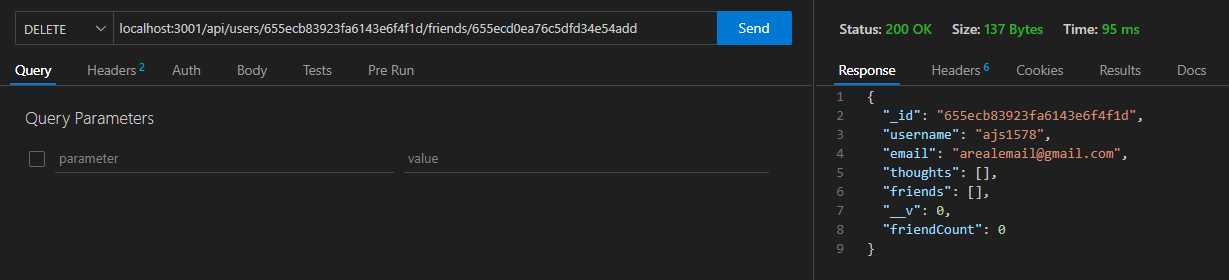 DELETE localhost:3001/api/users/655ecb83923fa6143e6f4f1d/friends/655ecd0ea76c5dfd34e54add Send
Query Headers 2 Auth Body Tests Pre Run
Query Parameters
parameter value
Status: 200 OK Size: 137 Bytes Time: 95 ms
Response Headers 6 Cookies Results Docs
1 {
2 "_id": "655ecb83923fa6143e6f4f1d",
3 "username": "ajs1578",
4 "email": "arealemail@gmail.com",
5 "thoughts": [],
6 "friends": [],
7 "__v": 0,
8 "friendCount": 0
9 }